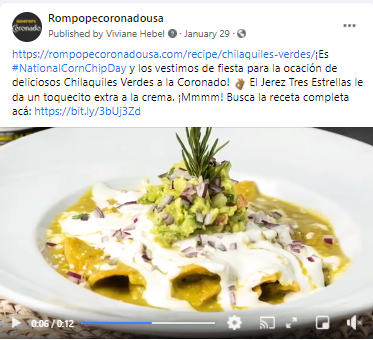 Rompopecoronadousa
Published by Viviane Hebel · January 29 ·
Coronado
https://rompopecoronadousa.com/recipe/chilaquiles-verdes/¡Es
#NationalCornChipDay y los vestimos de fiesta para la ocación de
deliciosos Chilaquiles Verdes a la Coronado! 👌🏽 El Jerez Tres Estrellas le
da un toquecito extra a la crema. ¡Mmmm! Busca la receta completa
acá: https://bit.ly/3bUj3Zd
0:06 / 0:12